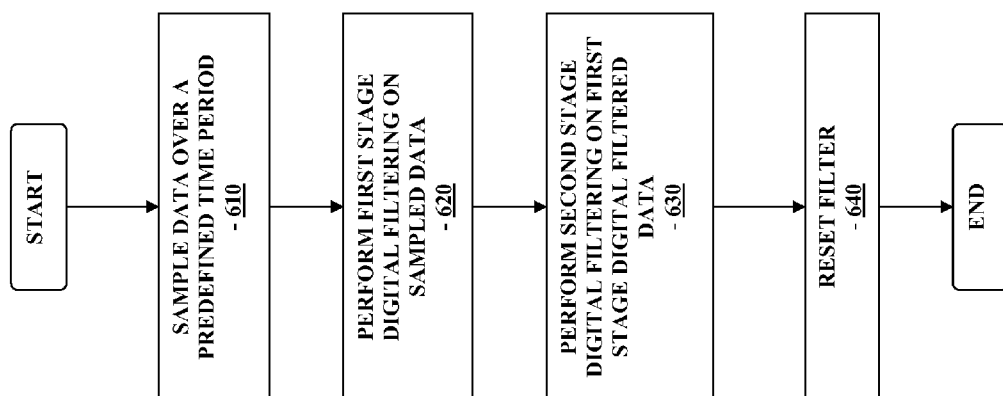 START
SAMPLE DATA OVER A
PREDEFINED TIME PERIOD
- 610
PERFORM FIRST STAGE
DIGITAL FILTERING ON
SAMPLED DATA
- 620
PERFORM SECOND STAGE
DIGITAL FILTERING ON FIRST
STAGE DIGITAL FILTERED
DATA
- 630
RESET FILTER
- 640
END